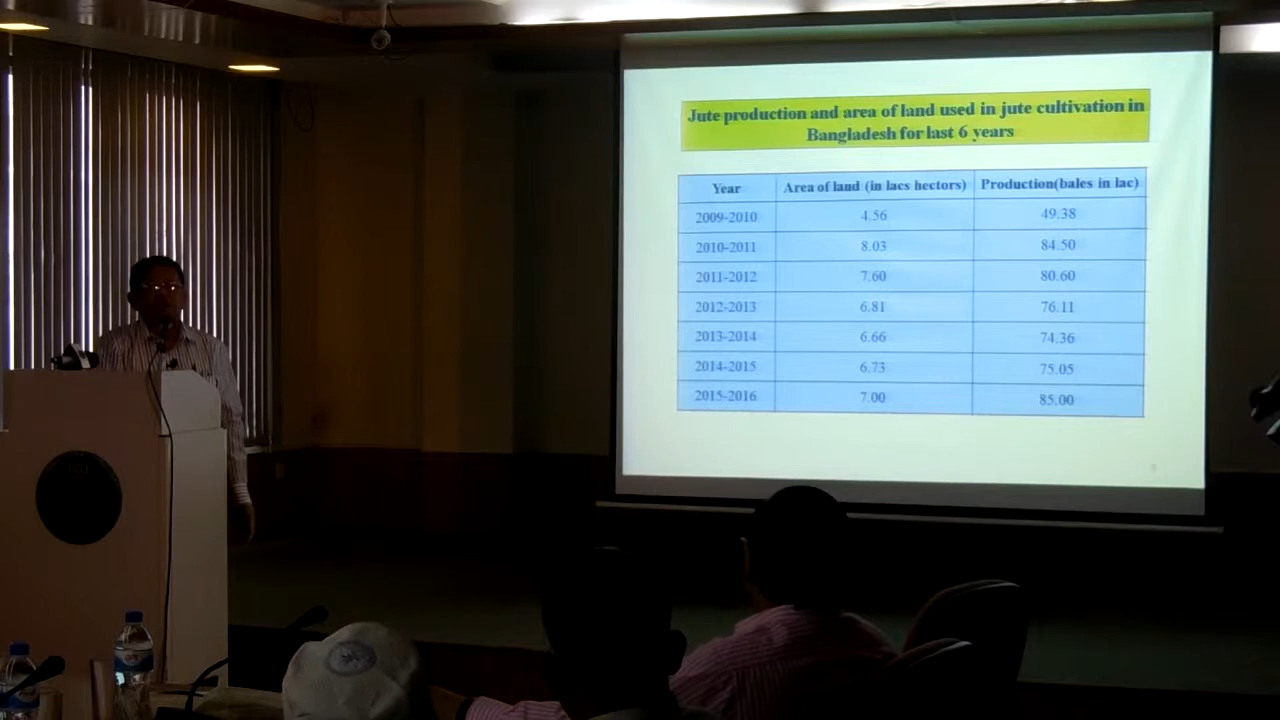 Jute production and area of land used in jute cultivation in
Bangladesh for last 6 years
Year Area of land (in lacs hectors) Production(bales in lac)
2009-2010 4.56 49.38
2010-2011 8.03 84.50
2011-2012 7.60 80.60
2012-2013 6.81 76.11
2013-2014 6.66 74.36
2014-2015 6.73 75.05
2015-2016 7.00 85.00